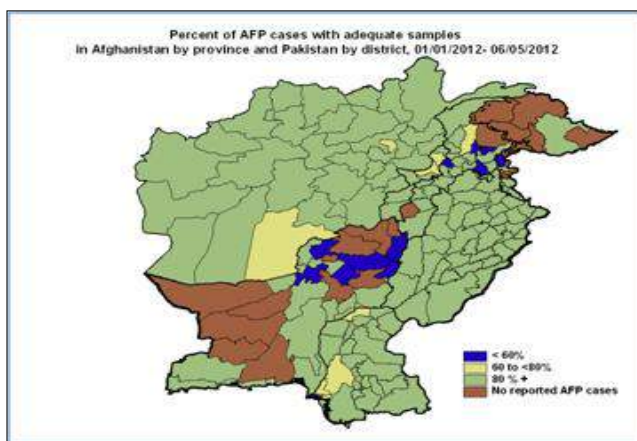 Percent of AFP cases with adequate samples
in Afghanistan by province and Pakistan by district, 01/01/2012- 06/05/2012
< 60%
60 to <80%
80 % +
No reported AFP cases